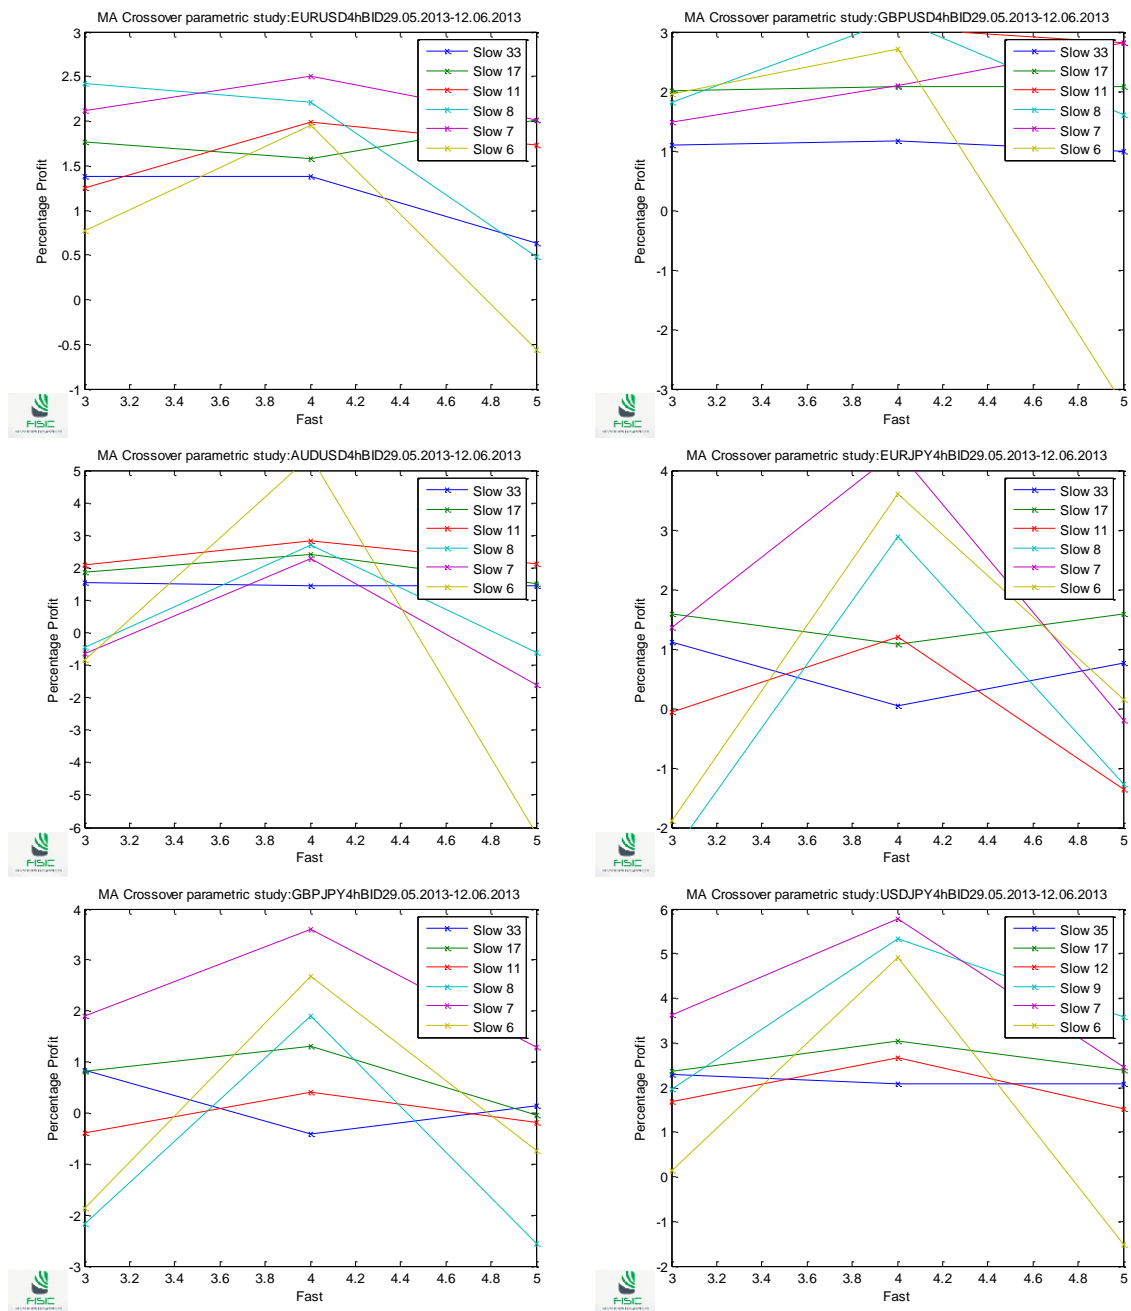 MA Crossover parametric study:EURUSD4hBID29.05.2013-12.06.2013
3
2.5
2
1.5
1
0.5
0
-0.5
-1
Percentage Profit
Slow 33
Slow 17
Slow 11
Slow 8
Slow 7
Slow 6
3 3.2 3.4 3.6 3.8 4 4.2 4.4 4.6 4.8 5
Fast
FISIC
MA Crossover parametric study:GBPUSD4hBID29.05.2013-12.06.2013
3
2
1
0
-1
-2
-3
Percentage Profit
Slow 33
Slow 17
Slow 11
Slow 8
Slow 7
Slow 6
3 3.2 3.4 3.6 3.8 4 4.2 4.4 4.6 4.8 5
Fast
FISIC
MA Crossover parametric study:AUDUSD4hBID29.05.2013-12.06.2013
5
4
3
2
1
0
-1
-2
-3
-4
-5
-6
Percentage Profit
Slow 33
Slow 17
Slow 11
Slow 8
Slow 7
Slow 6
3 3.2 3.4 3.6 3.8 4 4.2 4.4 4.6 4.8 5
Fast
FISIC
MA Crossover parametric study:EURJPY4hBID29.05.2013-12.06.2013
4
3
2
1
0
-1
-2
Percentage Profit
Slow 33
Slow 17
Slow 11
Slow 8
Slow 7
Slow 6
3 3.2 3.4 3.6 3.8 4 4.2 4.4 4.6 4.8 5
Fast
FISIC
MA Crossover parametric study:GBPJPY4hBID29.05.2013-12.06.2013
4
3
2
1
0
-1
-2
-3
Percentage Profit
Slow 33
Slow 17
Slow 11
Slow 8
Slow 7
Slow 6
3 3.2 3.4 3.6 3.8 4 4.2 4.4 4.6 4.8 5
Fast
FISIC
MA Crossover parametric study:USDJPY4hBID29.05.2013-12.06.2013
6
5
4
3
2
1
0
-1
-2
Percentage Profit
Slow 35
Slow 17
Slow 12
Slow 9
Slow 7
Slow 6
3 3.2 3.4 3.6 3.8 4 4.2 4.4 4.6 4.8 5
Fast
FISIC